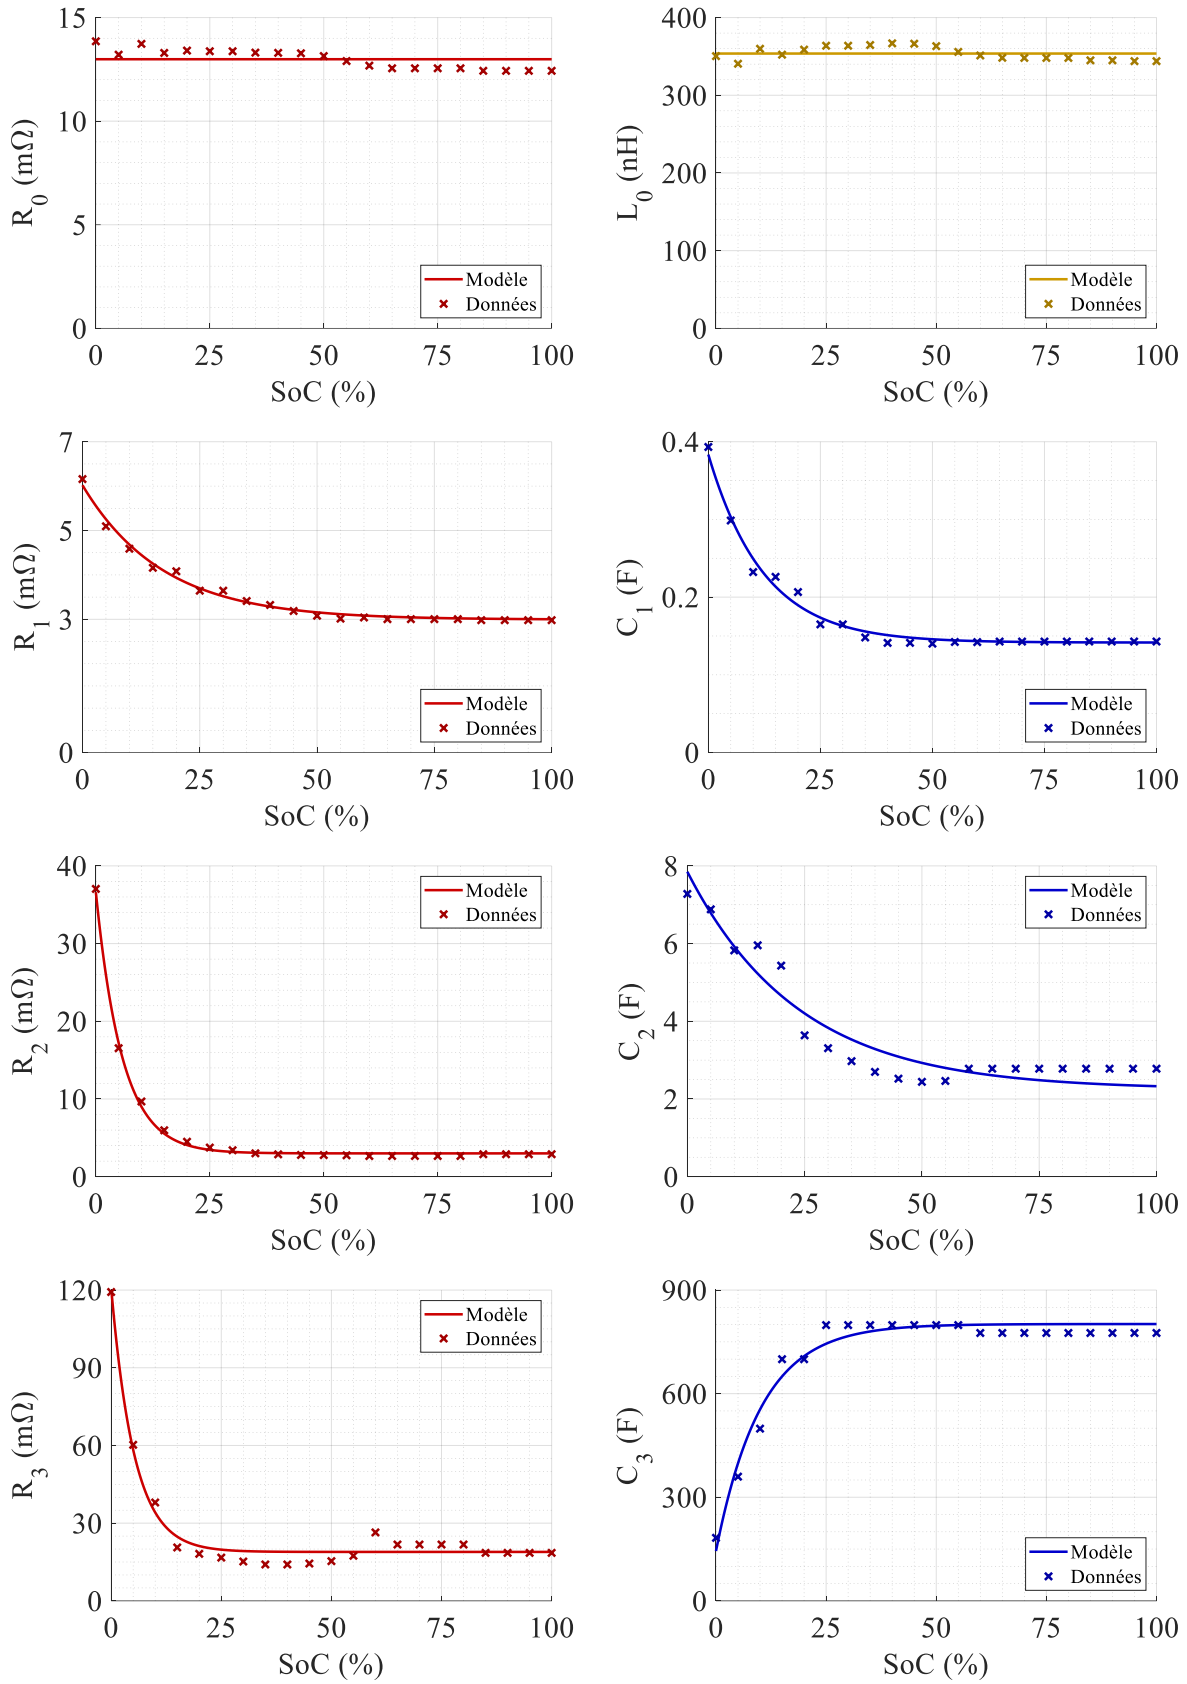 15
10
5
0
R0 (mΩ)
Modèle
Données
0 25 50 75 100
SoC (%)
400
300
200
100
0
L0 (nH)
Modèle
Données
0 25 50 75 100
SoC (%)
7
5
3
0
R1 (mΩ)
Modèle
Données
0 25 50 75 100
SoC (%)
0.4
0.2
0
C1 (F)
Modèle
Données
0 25 50 75 100
SoC (%)
40
30
20
10
0
R2 (mΩ)
Modèle
Données
0 25 50 75 100
SoC (%)
8
6
4
2
0
C2 (F)
Modèle
Données
0 25 50 75 100
SoC (%)
120
90
60
30
0
R3 (mΩ)
Modèle
Données
0 25 50 75 100
SoC (%)
900
600
300
0
C3 (F)
Modèle
Données
0 25 50 75 100
SoC (%)